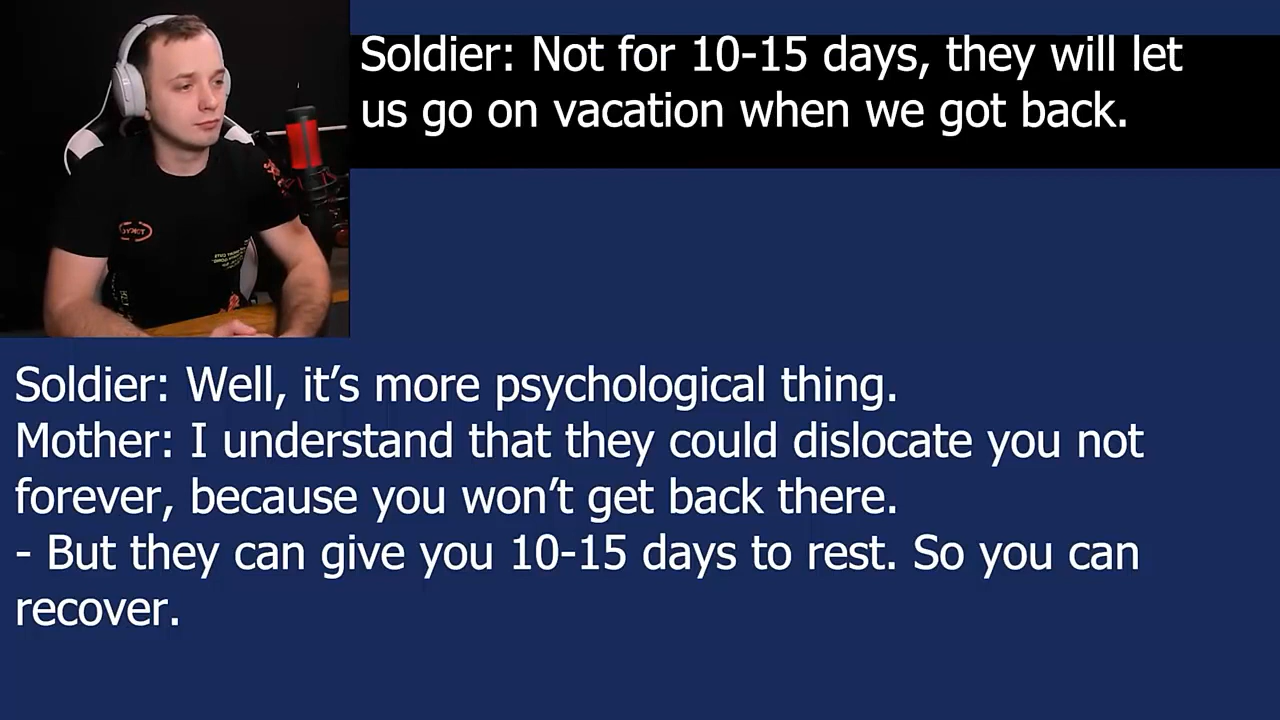 Soldier: Not for 10-15 days, they will let
us go on vacation when we got back.
Soldier: Well, it’s more psychological thing.
Mother: I understand that they could dislocate you not
forever, because you won’t get back there.
- But they can give you 10-15 days to rest. So you can
recover.